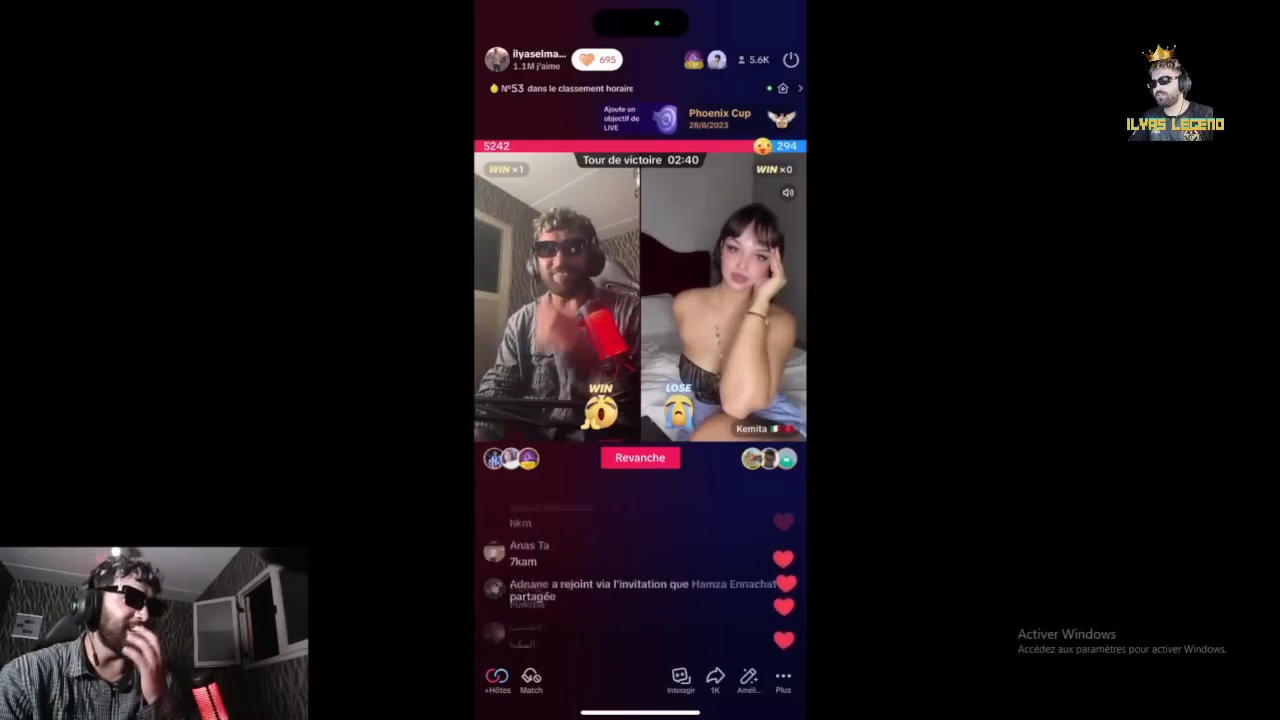 ilyaselma...
1.1M j'aime
695
5.6K
N°53 dans le classement horaire
Ajoute un
objectif de
LIVE
Phoenix Cup
28/8/2023
ILYAS LEGEND
5242
294
Tour de victoire 02:40
WIN ×1
WIN ×0
WIN
LOSE
Kemita
Revanche
hkm
Anas Ta
7kam
Adnane a rejoint via l'invitation que Hamza Ennachat
partagée
Activer Windows
Accédez aux paramètres pour activer Windows.
+Hôtes
Match
Interagir
1K
Améli...
Plus